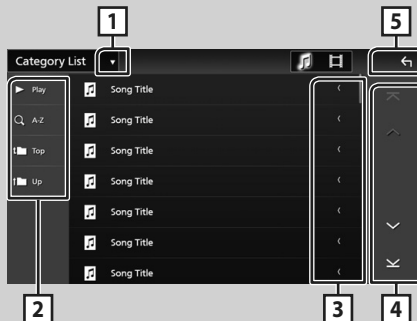 1
5
Category List
Play
Song Title
A-Z
Song Title
Top
Song Title
Up
Song Title
Song Title
Song Title
Song Title
2
3
4